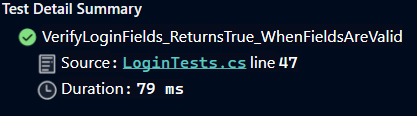 Test Detail Summary
VerifyLoginFields_ReturnsTrue_WhenFieldsAreValid
Source: LoginTests.cs line 47
Duration: 79 ms